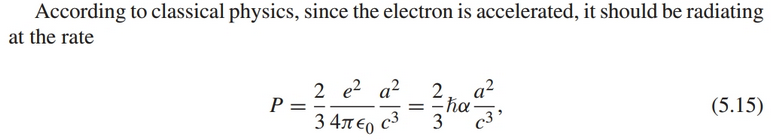 According to classical physics, since the electron is accelerated, it should be radiating
at the rate
P = \frac{2}{3} \frac{e^2}{4\pi\epsilon_0} \frac{a^2}{c^3} = \frac{2}{3} \hbar\alpha \frac{a^2}{c^3}, (5.15)